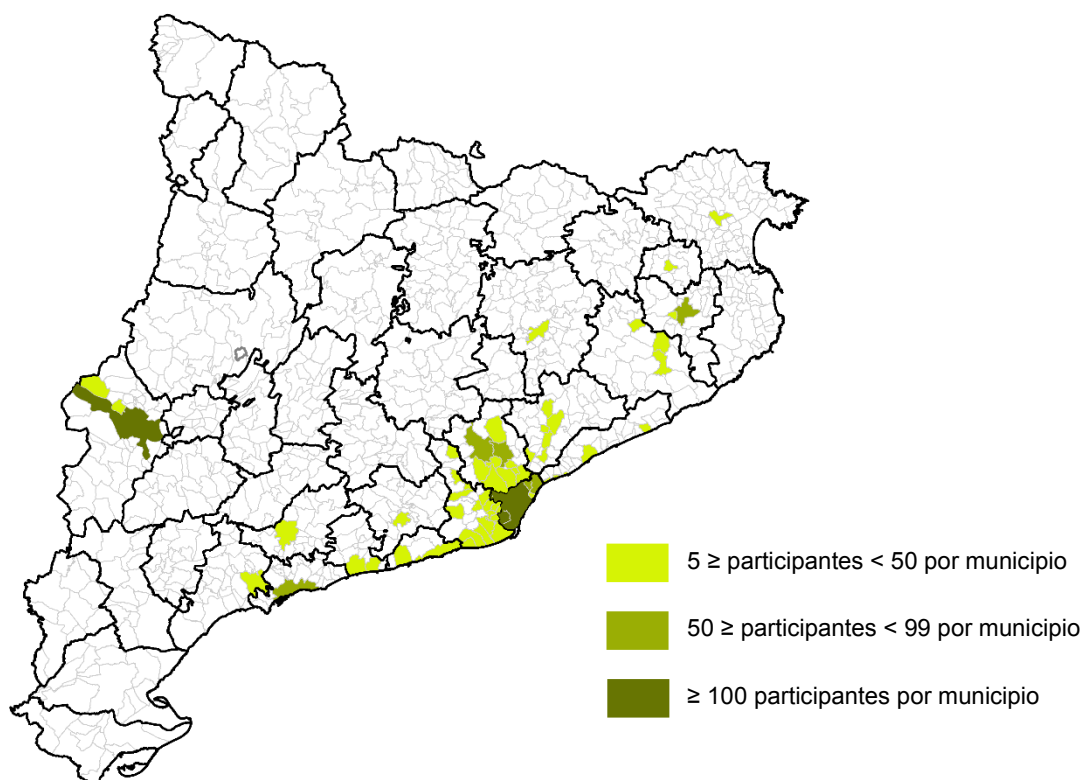 5 ≥ participantes < 50 por municipio
50 ≥ participantes < 99 por municipio
≥ 100 participantes por municipio